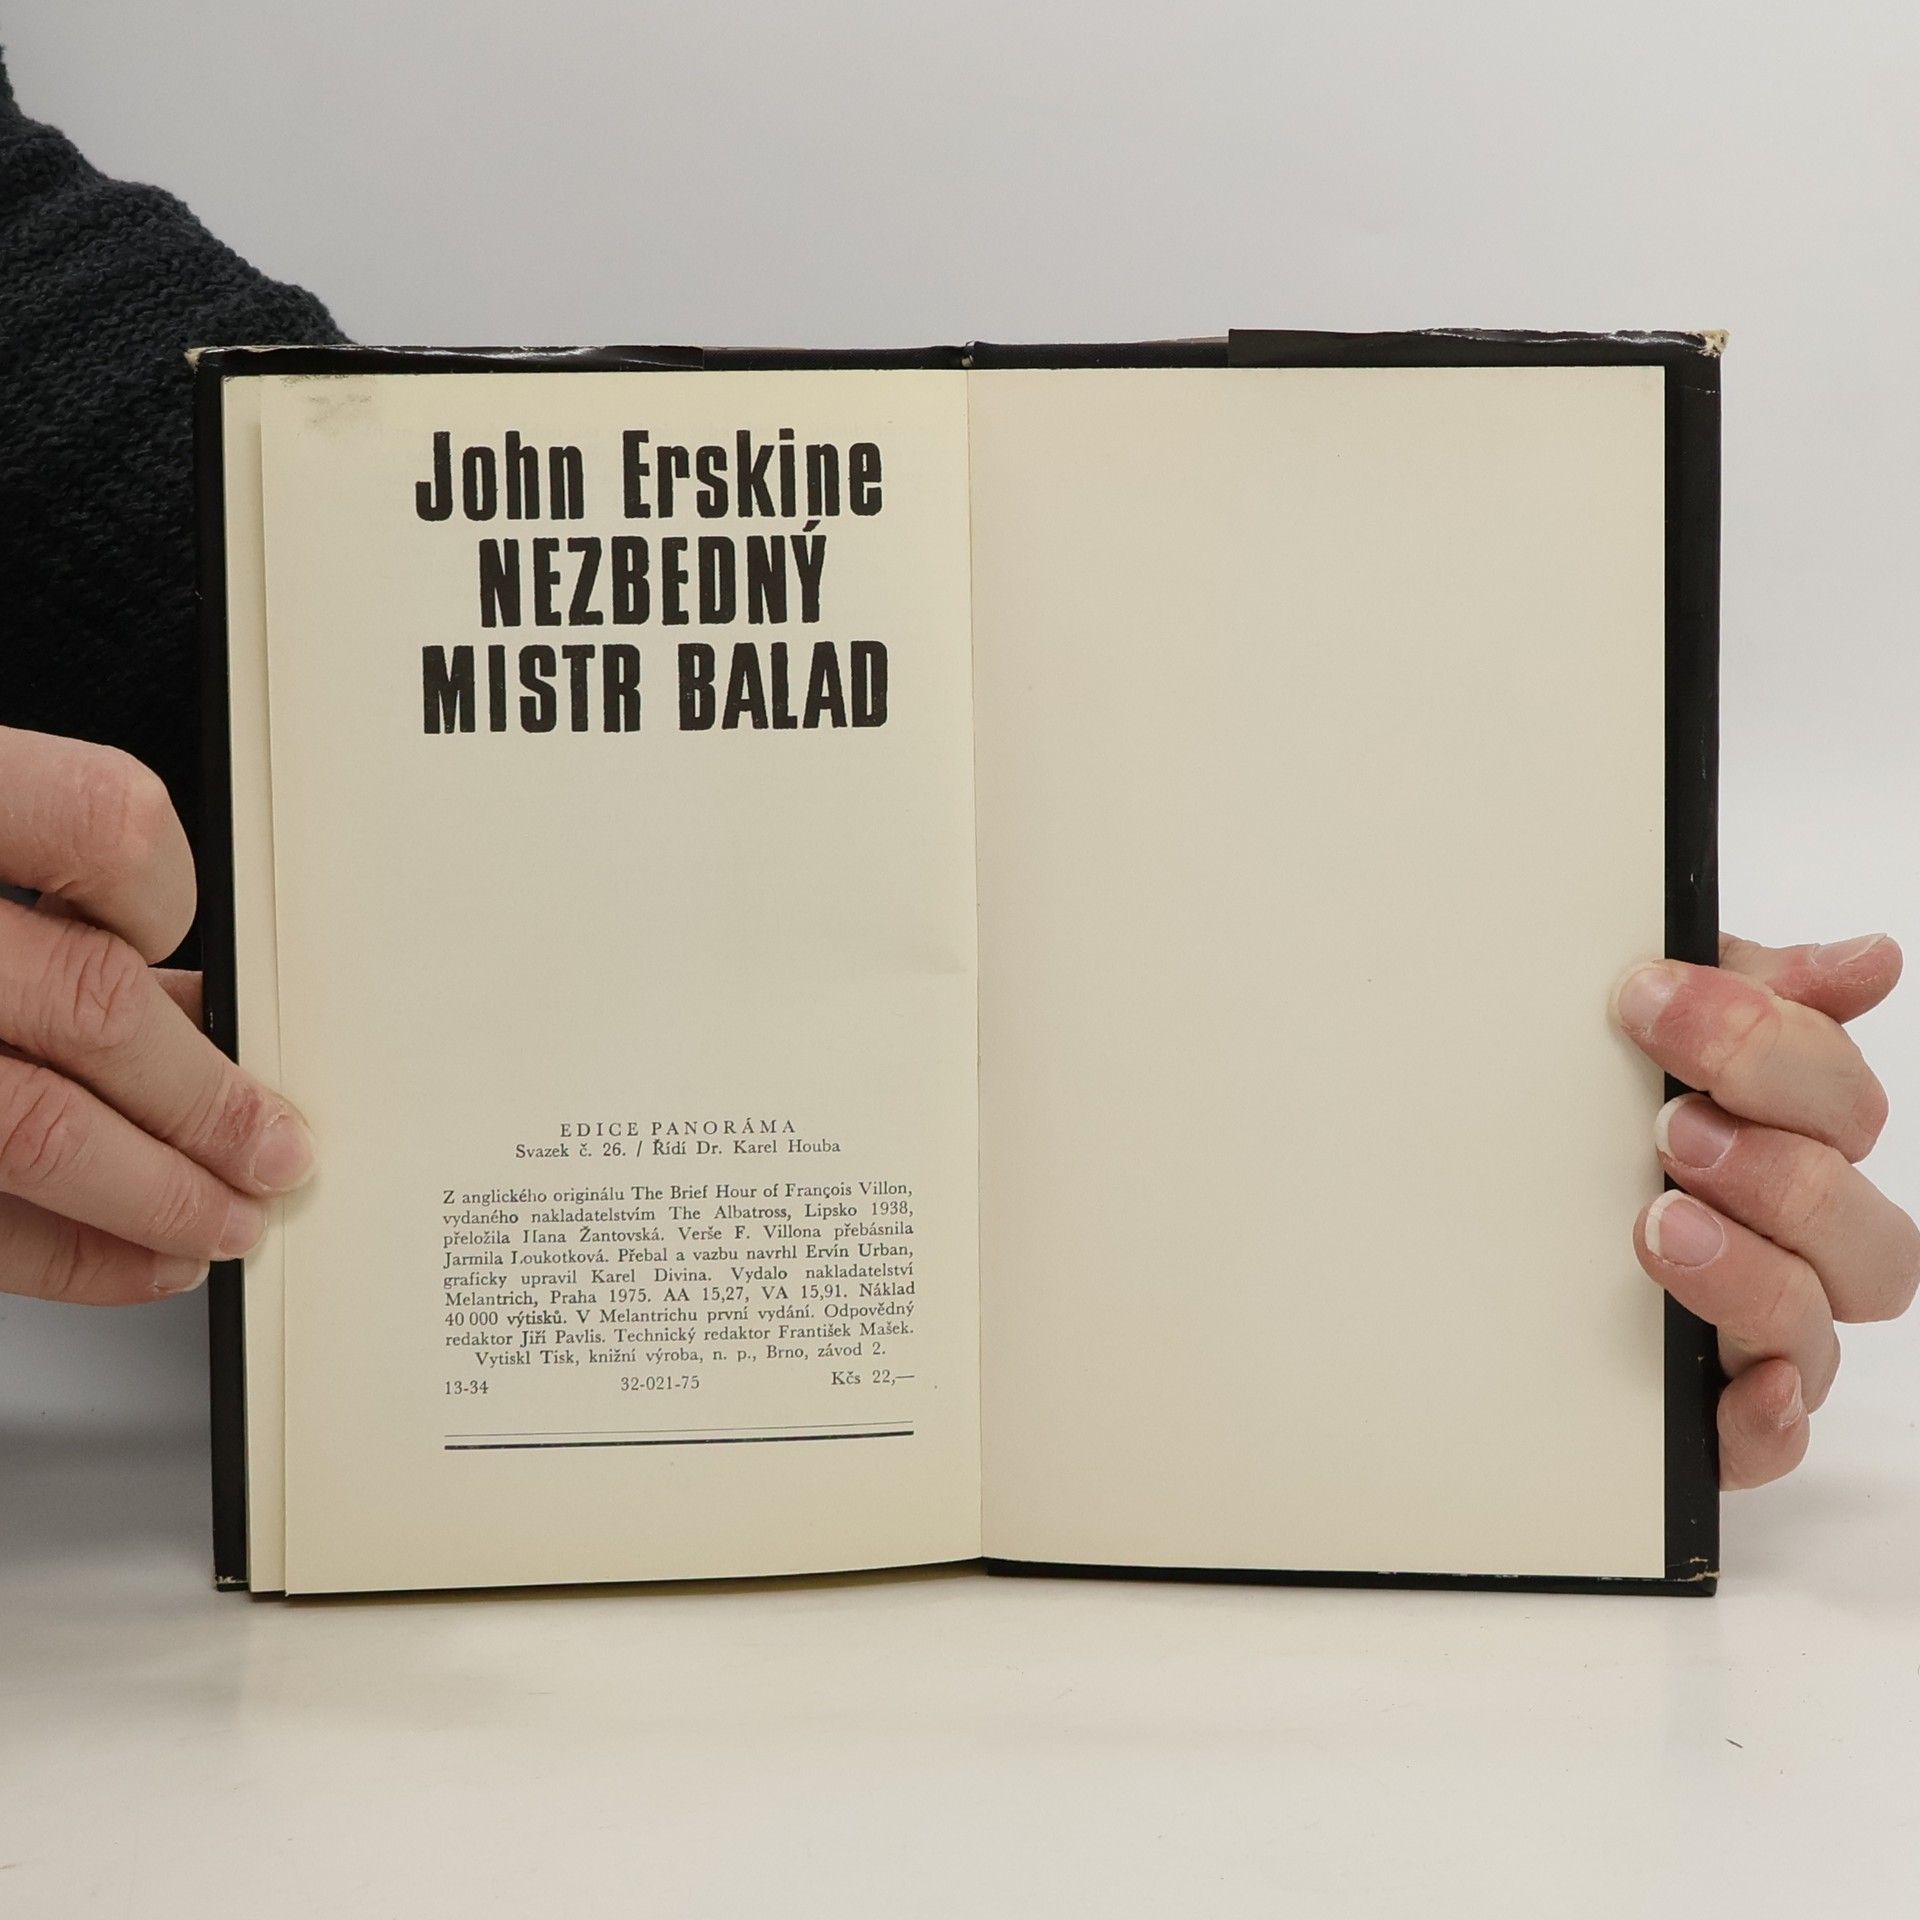 John Erskine
NEZBEDNÝ
MISTR BALAD
EDICE PANORÁMA
Svazek č. 26. / Řídí Dr. Karel Houba
Z anglického originálu The Brief Hour of François Villon,
vydaného nakladatelstvím The Albatross, Lipsko 1938,
přeložila Hana Žantovská. Verše F. Villona přebásnila
Jarmila Loukotková. Přebal a vazbu navrhl Ervín Urban,
graficky upravil Karel Divina. Vydalo nakladatelství
Melantrich, Praha 1975. AA 15,27, VA 15,91. Náklad
40 000 výtisků. V Melantrichu první vydání. Odpovědný
redaktor Jiří Pavlis. Technický redaktor František Mašek.
Vytiskl Tisk, knižní výroba, n. p., Brno, závod 2.
13-34 32-021-75 Kčs 22,—